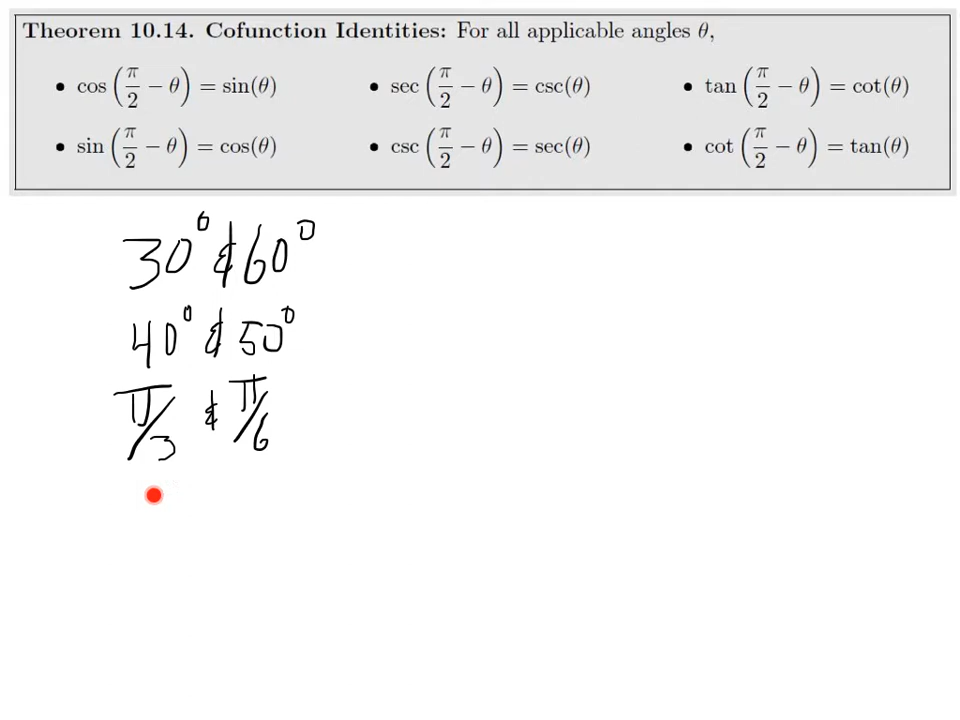 Theorem 10.14. Cofunction Identities: For all applicable angles θ,
• cos(π/2 − θ) = sin(θ) • sec(π/2 − θ) = csc(θ) • tan(π/2 − θ) = cot(θ)
• sin(π/2 − θ) = cos(θ) • csc(π/2 − θ) = sec(θ) • cot(π/2 − θ) = tan(θ)
30° & 60°
40° & 50°
π/3 & π/6